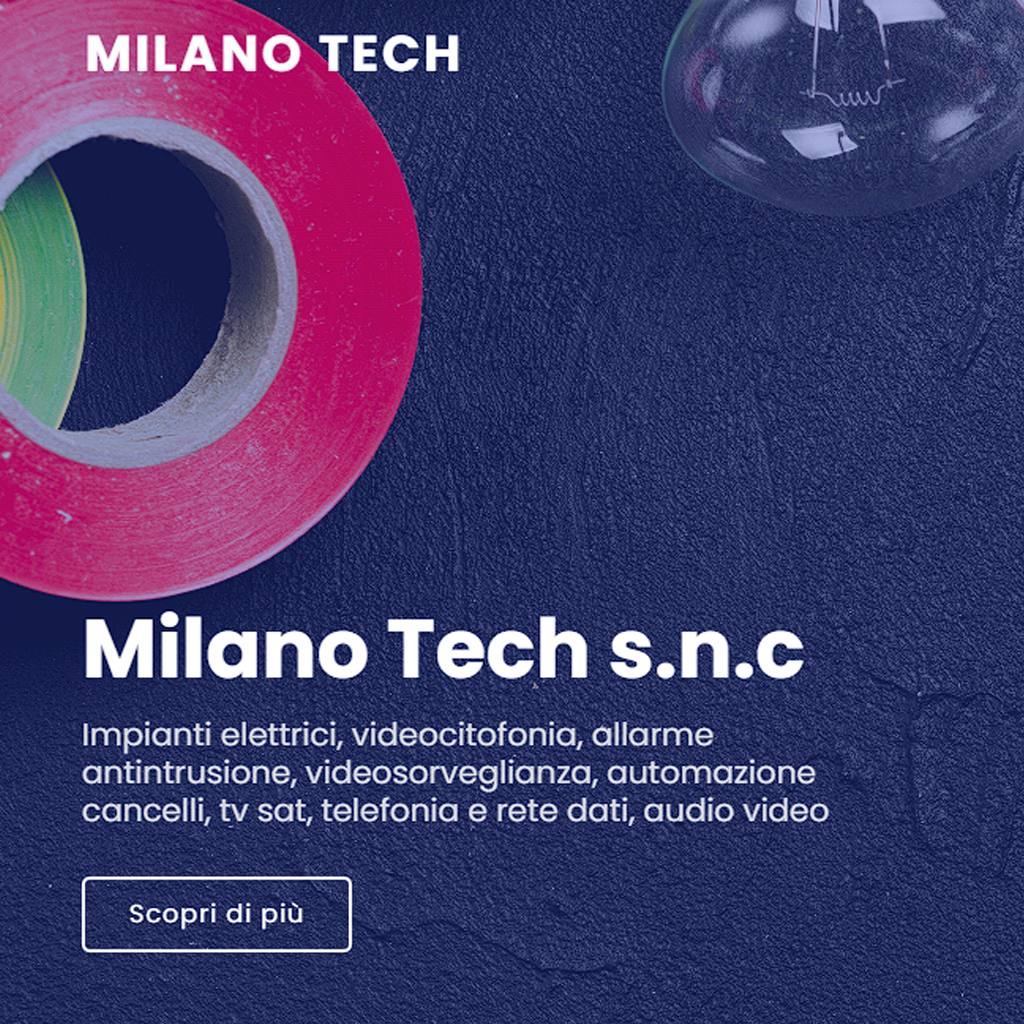 MILANO TECH
Milano Tech s.n.c
Impianti elettrici, videocitofonia, allarme
antintrusione, videosorveglianza, automazione
cancelli, tv sat, telefonia e rete dati, audio video
Scopri di più